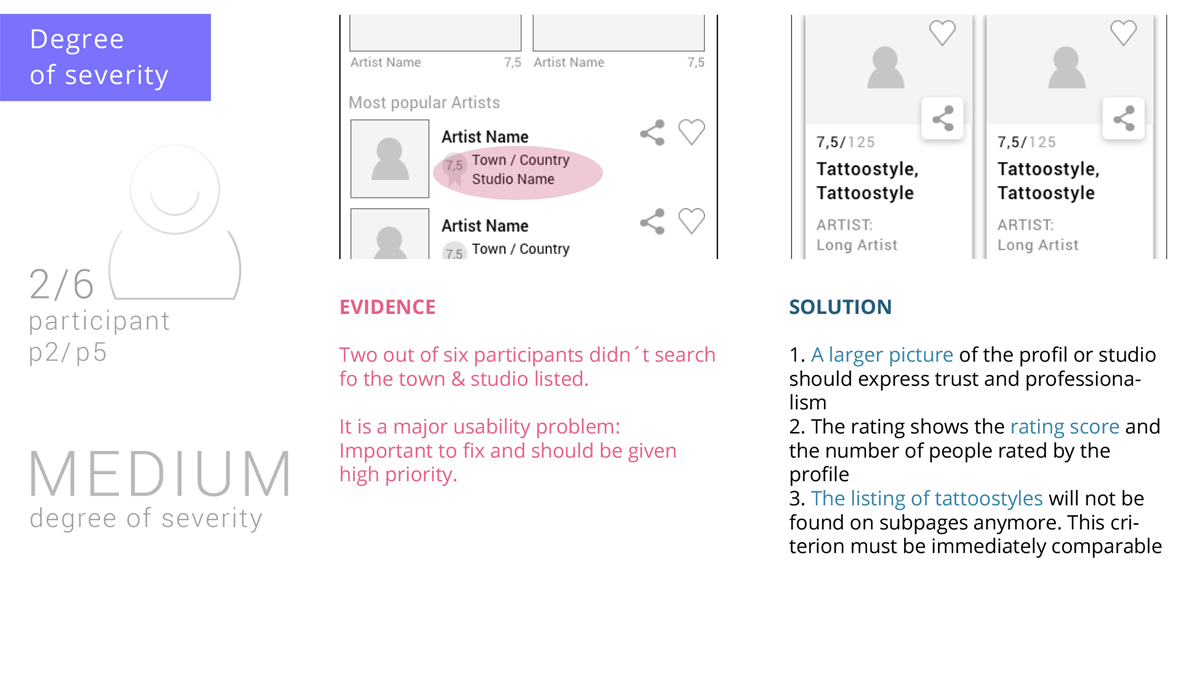 Degree
of severity
2/6
participant
p2/p5
MEDIUM
degree of severity
Artist Name 7,5 Artist Name 7,5
Most popular Artists
Artist Name
7,5 Town / Country
Studio Name
Artist Name
7,5 Town / Country
EVIDENCE
Two out of six participants didn´t search
fo the town & studio listed.
It is a major usability problem:
Important to fix and should be given
high priority.
7,5/125
Tattoostyle,
Tattoostyle
ARTIST:
Long Artist
7,5/125
Tattoostyle,
Tattoostyle
ARTIST:
Long Artist
SOLUTION
1. A larger picture of the profil or studio
should express trust and professiona-
lism
2. The rating shows the rating score and
the number of people rated by the
profile
3. The listing of tattoostyles will not be
found on subpages anymore. This cri-
terion must be immediately comparable